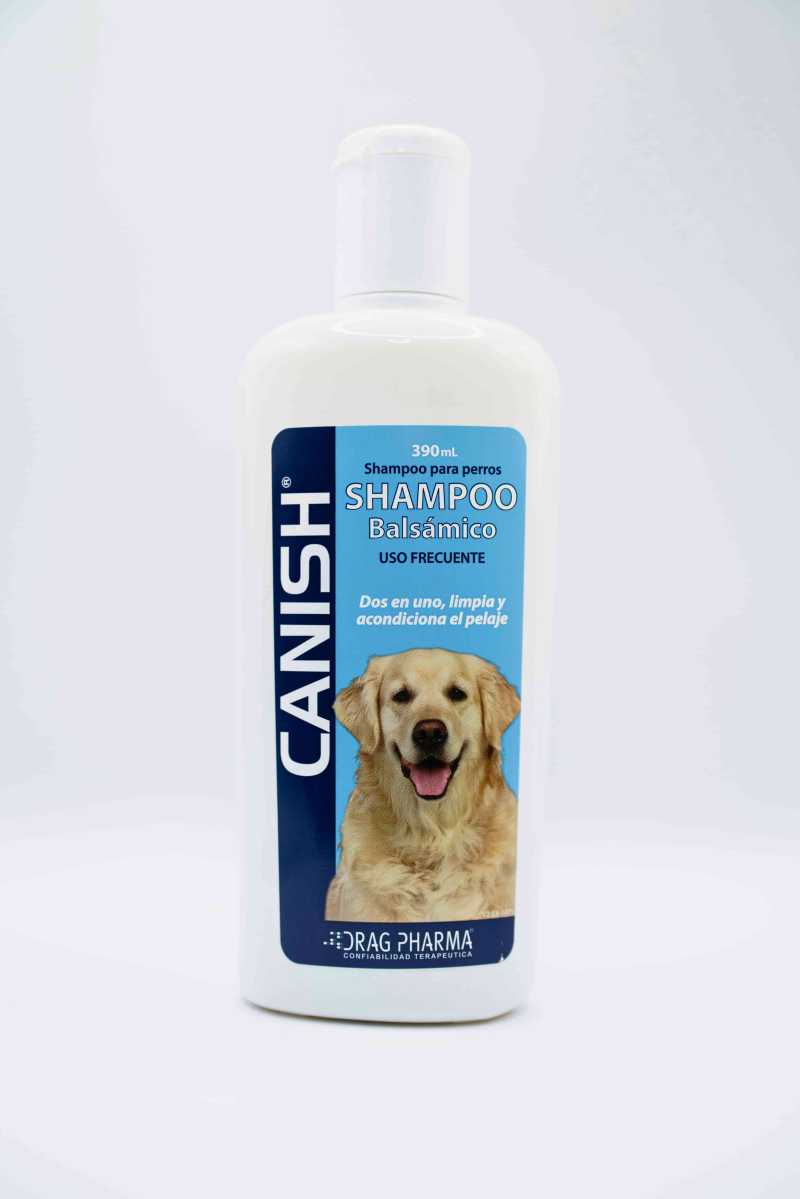 CANISH®
390mL
Shampoo para perros
SHAMPOO
Balsámico
USO FRECUENTE
Dos en uno, limpia y
acondiciona el pelaje
DRAG PHARMA
CONFIABILIDAD TERAPEUTICA